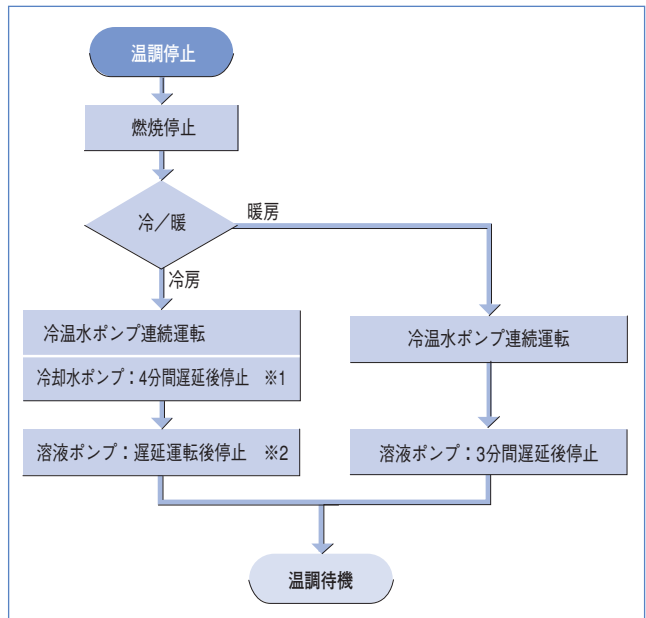 温調停止
燃焼停止
冷／暖
暖房
冷房
冷温水ポンプ連続運転
冷却水ポンプ：4分間遅延後停止　※1
溶液ポンプ：遅延運転後停止　※2
冷温水ポンプ連続運転
溶液ポンプ：3分間遅延後停止
温調待機